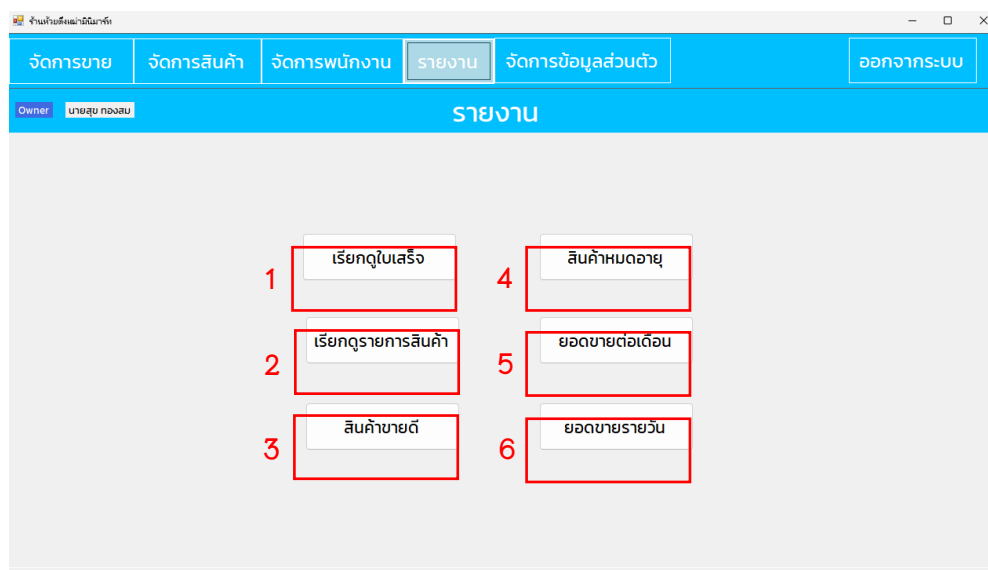 ร้านห้วยตึงเฒ่ามินิมาร์ท
จัดการขาย จัดการสินค้า จัดการพนักงาน รายงาน จัดการข้อมูลส่วนตัว ออกจากระบบ
Owner นายสุข ทองสม รายงาน
1 เรียกดูใบเสร็จ 4 สินค้าหมดอายุ
2 เรียกดูรายการสินค้า 5 ยอดขายต่อเดือน
3 สินค้าขายดี 6 ยอดขายรายวัน